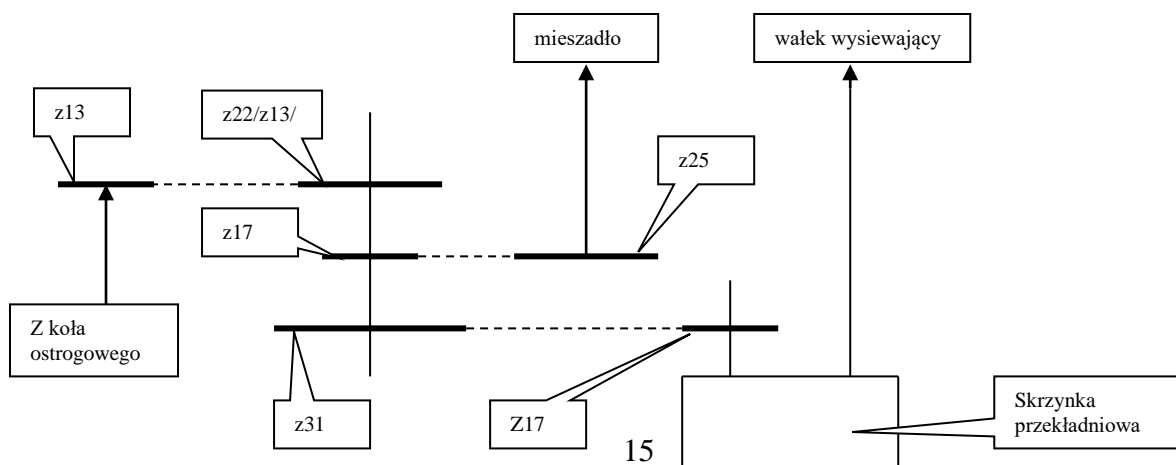 mieszadło
wałek wysiewający
z13
z22/z13/
z25
z17
Z koła
ostrogowego
z31
Z17
15
Skrzynka
przekładniowa